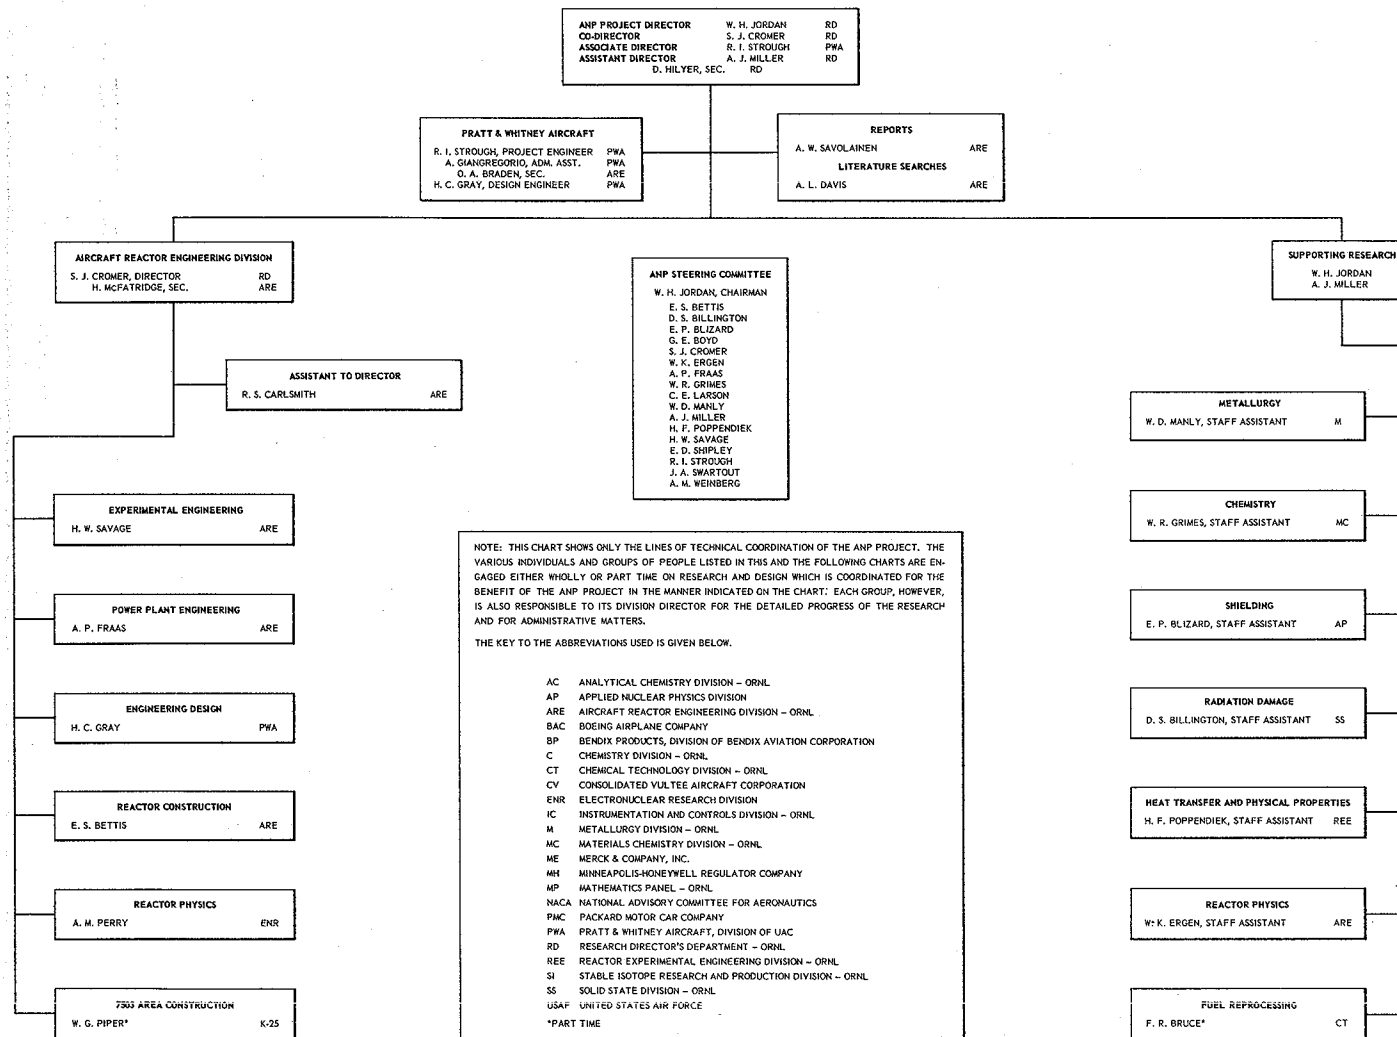 ANP PROJECT DIRECTOR W. H. JORDAN RD
CO-DIRECTOR S. J. CROMER RD
ASSOCIATE DIRECTOR R. I. STROUGH PWA
ASSISTANT DIRECTOR A. J. MILLER RD
D. HILYER, SEC. RD
PRATT & WHITNEY AIRCRAFT
R. I. STROUGH, PROJECT ENGINEER PWA
A. GIANGREGORIO, ADM. ASST. PWA
O. A. BRADEN, SEC. ARE
H. C. GRAY, DESIGN ENGINEER PWA
REPORTS
A. W. SAVOLAINEN ARE
LITERATURE SEARCHES
A. L. DAVIS ARE
AIRCRAFT REACTOR ENGINEERING DIVISION
S. J. CROMER, DIRECTOR RD
H. McFATRIDGE, SEC. ARE
ASSISTANT TO DIRECTOR
R. S. CARLSMITH ARE
EXPERIMENTAL ENGINEERING
H. W. SAVAGE ARE
POWER PLANT ENGINEERING
A. P. FRAAS ARE
ENGINEERING DESIGN
H. C. GRAY PWA
REACTOR CONSTRUCTION
E. S. BETTIS ARE
REACTOR PHYSICS
A. M. PERRY ENR
7503 AREA CONSTRUCTION
W. G. PIPER* K-25
ANP STEERING COMMITTEE
W. H. JORDAN, CHAIRMAN
E. S. BETTIS
D. S. BILLINGTON
E. P. BLIZARD
G. E. BOYD
S. J. CROMER
W. K. ERGEN
A. P. FRAAS
W. R. GRIMES
C. E. LARSON
W. D. MANLY
A. J. MILLER
H. F. POPPENDIEK
H. W. SAVAGE
E. D. SHIPLEY
R. I. STROUGH
J. A. SWARTOUT
A. M. WEINBERG
NOTE: THIS CHART SHOWS ONLY THE LINES OF TECHNICAL COORDINATION OF THE ANP PROJECT. THE
VARIOUS INDIVIDUALS AND GROUPS OF PEOPLE LISTED IN THIS AND THE FOLLOWING CHARTS ARE EN-
GAGED EITHER WHOLLY OR PART TIME ON RESEARCH AND DESIGN WHICH IS COORDINATED FOR THE
BENEFIT OF THE ANP PROJECT IN THE MANNER INDICATED ON THE CHART. EACH GROUP, HOWEVER,
IS ALSO RESPONSIBLE TO ITS DIVISION DIRECTOR FOR THE DETAILED PROGRESS OF THE RESEARCH
AND FOR ADMINISTRATIVE MATTERS.
THE KEY TO THE ABBREVIATIONS USED IS GIVEN BELOW.
AC ANALYTICAL CHEMISTRY DIVISION – ORNL
AP APPLIED NUCLEAR PHYSICS DIVISION
ARE AIRCRAFT REACTOR ENGINEERING DIVISION – ORNL
BAC BOEING AIRPLANE COMPANY
BP BENDIX PRODUCTS, DIVISION OF BENDIX AVIATION CORPORATION
C CHEMISTRY DIVISION – ORNL
CT CHEMICAL TECHNOLOGY DIVISION – ORNL
CV CONSOLIDATED VULTEE AIRCRAFT CORPORATION
ENR ELECTRONUCLEAR RESEARCH DIVISION
IC INSTRUMENTATION AND CONTROLS DIVISION – ORNL
M METALLURGY DIVISION – ORNL
MC MATERIALS CHEMISTRY DIVISION – ORNL
ME MERCK & COMPANY, INC.
MH MINNEAPOLIS-HONEYWELL REGULATOR COMPANY
MP MATHEMATICS PANEL – ORNL
NACA NATIONAL ADVISORY COMMITTEE FOR AERONAUTICS
PMC PACKARD MOTOR CAR COMPANY
PWA PRATT & WHITNEY AIRCRAFT, DIVISION OF UAC
RD RESEARCH DIRECTOR'S DEPARTMENT – ORNL
REE REACTOR EXPERIMENTAL ENGINEERING DIVISION – ORNL
SI STABLE ISOTOPE RESEARCH AND PRODUCTION DIVISION – ORNL
SS SOLID STATE DIVISION – ORNL
USAF UNITED STATES AIR FORCE
*PART TIME
SUPPORTING RESEARCH
W. H. JORDAN
A. J. MILLER
METALLURGY
W. D. MANLY, STAFF ASSISTANT M
CHEMISTRY
W. R. GRIMES, STAFF ASSISTANT MC
SHIELDING
E. P. BLIZARD, STAFF ASSISTANT AP
RADIATION DAMAGE
D. S. BILLINGTON, STAFF ASSISTANT SS
HEAT TRANSFER AND PHYSICAL PROPERTIES
H. F. POPPENDIEK, STAFF ASSISTANT REE
REACTOR PHYSICS
W. K. ERGEN, STAFF ASSISTANT ARE
FUEL REPROCESSING
F. R. BRUCE* CT